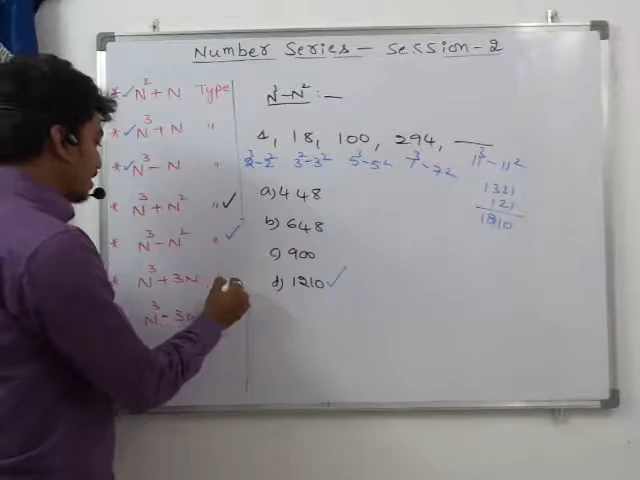 Number Series - Session-2
* ✓ N²+N Type
* ✓ N³+N "
* ✓ N³-N "
* N³+N² " ✓
* N³-N² " ✓
* N³+3N
N³-3
N³-N² :-
4, 18, 100, 294, ___
2³-2² 3²-3² 5³-5² 7³-7² 11³-11²
1331
121
1210
a) 448
b) 648
c) 900
d) 1210 ✓